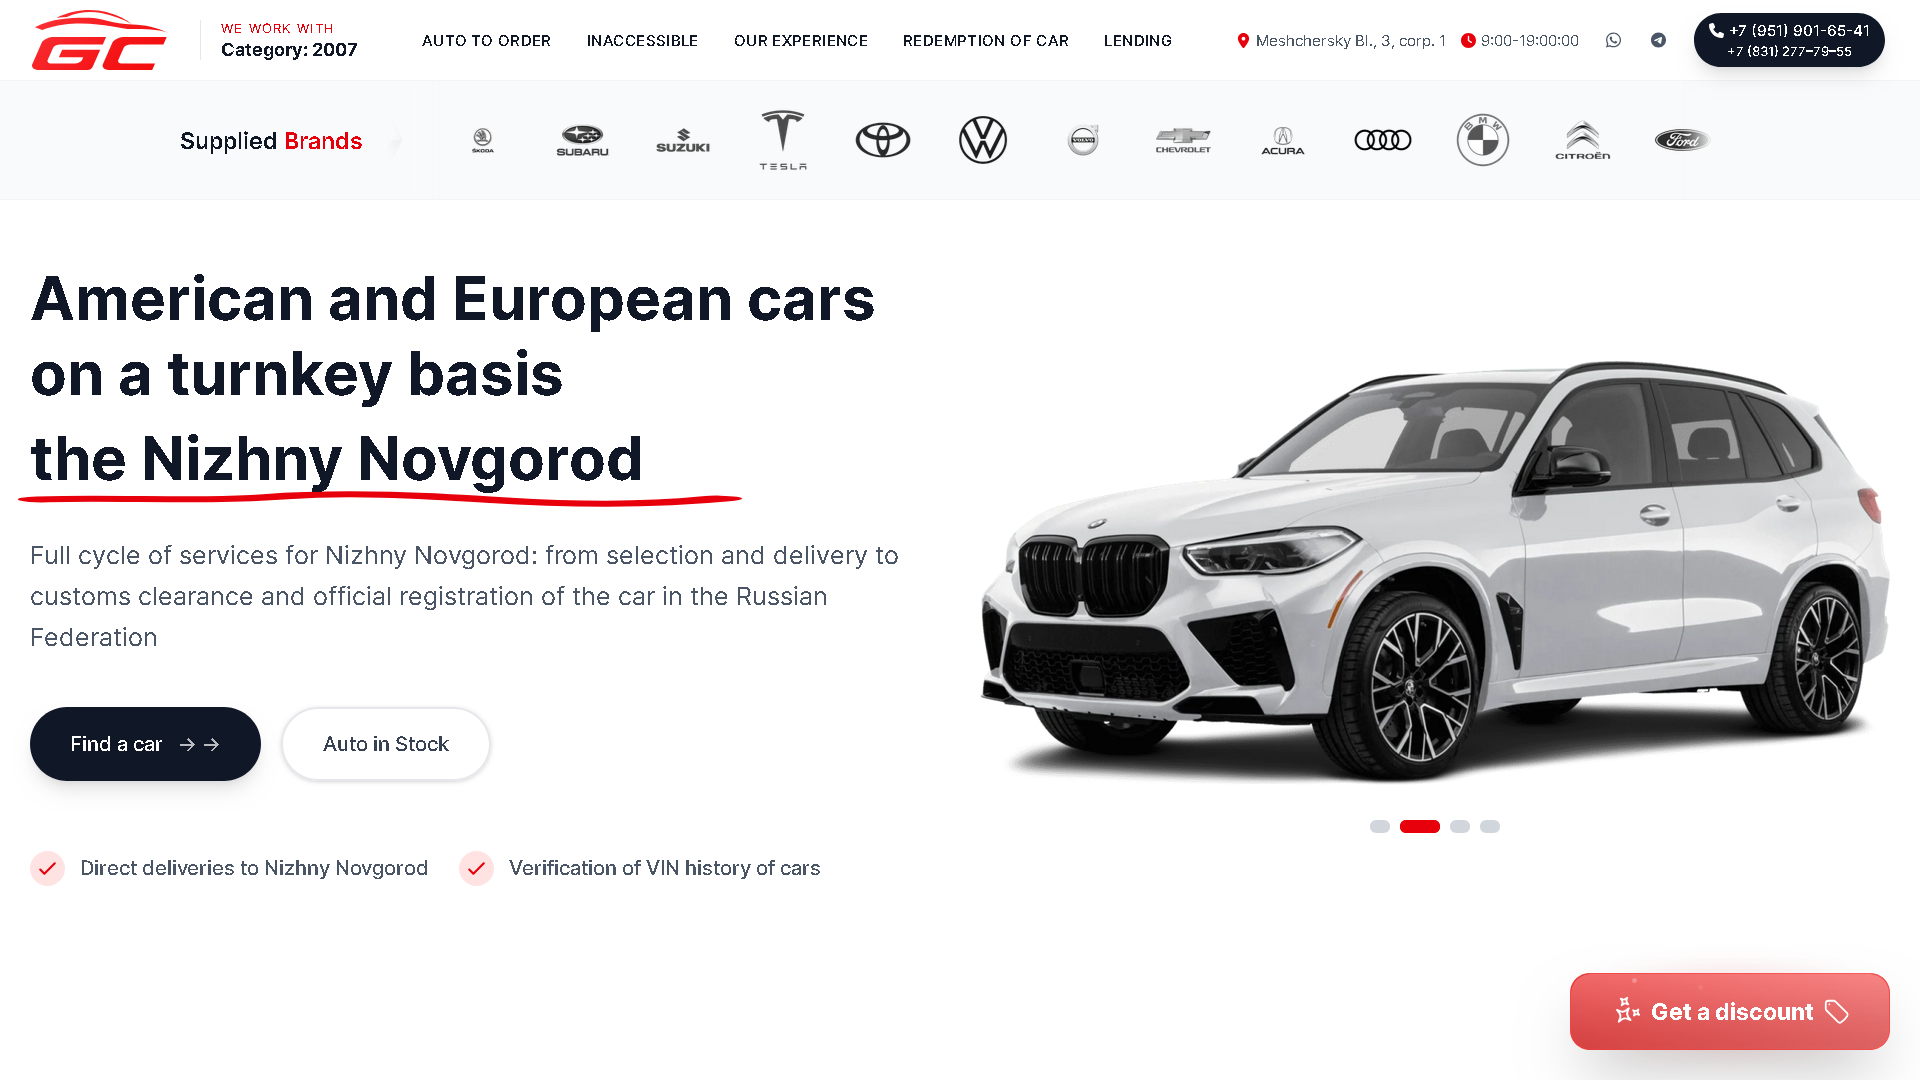 GC
WE WORK WITH
Category: 2007
AUTO TO ORDER
INACCESSIBLE
OUR EXPERIENCE
REDEMPTION OF CAR
LENDING
Meshchersky Bl., 3, corp. 1
9:00-19:00:00
+7 (951) 901-65-41
+7 (831) 277–79–55
Supplied Brands
ŠKODA
SUBARU
SUZUKI
TESLA
VOLVO
CHEVROLET
ACURA
BMW
CITROËN
Ford
American and European cars
on a turnkey basis
the Nizhny Novgorod
Full cycle of services for Nizhny Novgorod: from selection and delivery to
customs clearance and official registration of the car in the Russian
Federation
Find a car
Auto in Stock
Direct deliveries to Nizhny Novgorod
Verification of VIN history of cars
Get a discount